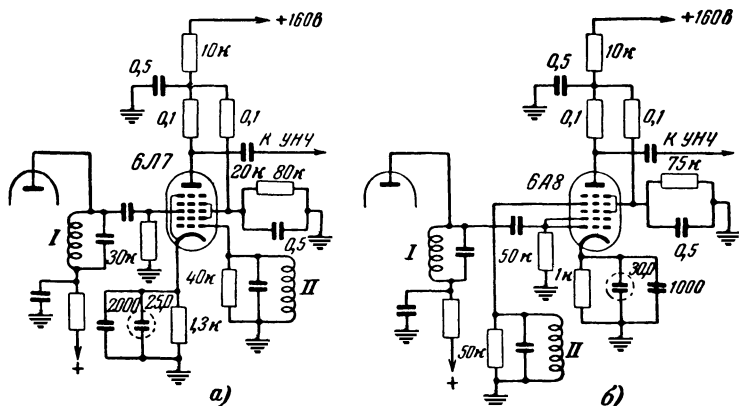 +160в
10к
0,5
0,1
0,1
К УНЧ
6Л7
20к
80к
I
30к
0,5
40к
II
2000
25,0
1,3к
+
а)
+160в
10к
0,5
0,1
0,1
К УНЧ
75к
6А8
I
50к
0,5
1к
30,0
1000
50к
II
+
б)